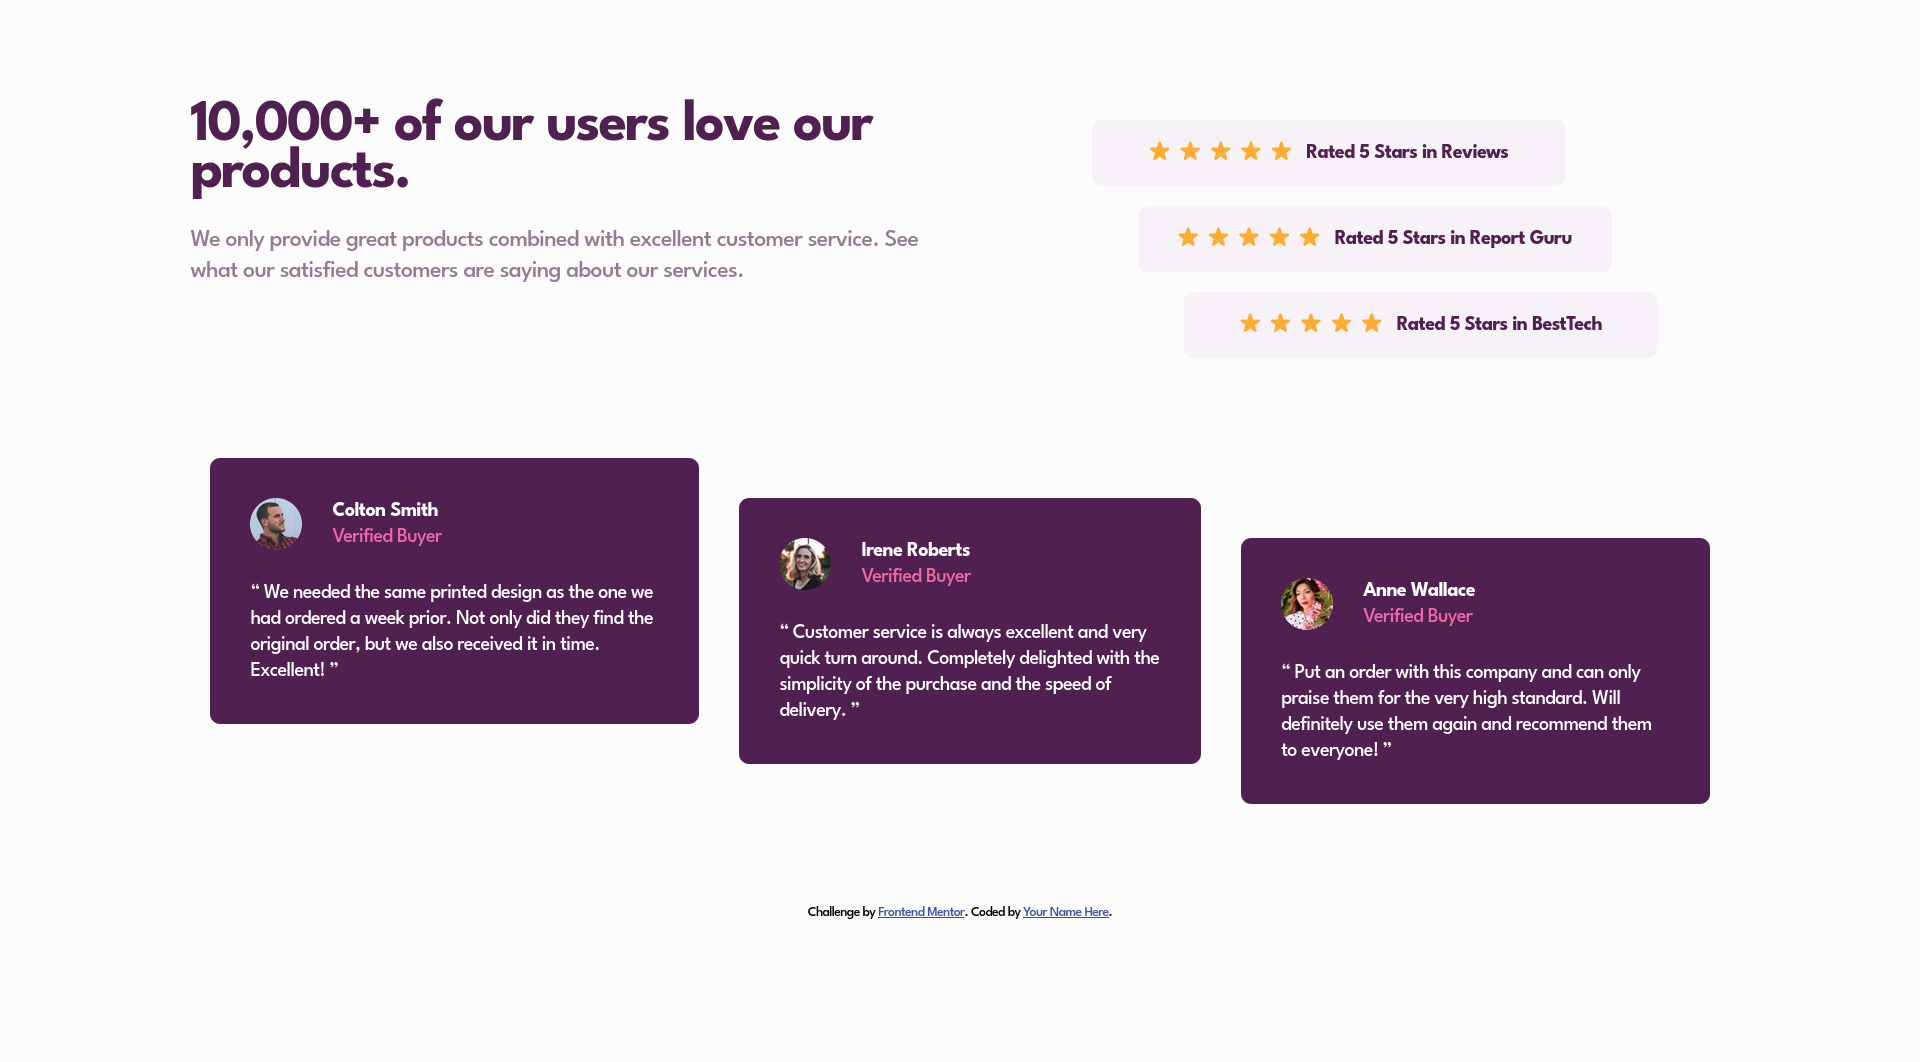 10,000+ of our users love our
products.
We only provide great products combined with excellent customer service. See
what our satisfied customers are saying about our services.
Rated 5 Stars in Reviews
Rated 5 Stars in Report Guru
Rated 5 Stars in BestTech
Colton Smith
Verified Buyer
“ We needed the same printed design as the one we
had ordered a week prior. Not only did they find the
original order, but we also received it in time.
Excellent! ”
Irene Roberts
Verified Buyer
“ Customer service is always excellent and very
quick turn around. Completely delighted with the
simplicity of the purchase and the speed of
delivery. ”
Anne Wallace
Verified Buyer
“ Put an order with this company and can only
praise them for the very high standard. Will
definitely use them again and recommend them
to everyone! ”
Challenge by Frontend Mentor. Coded by Your Name Here.